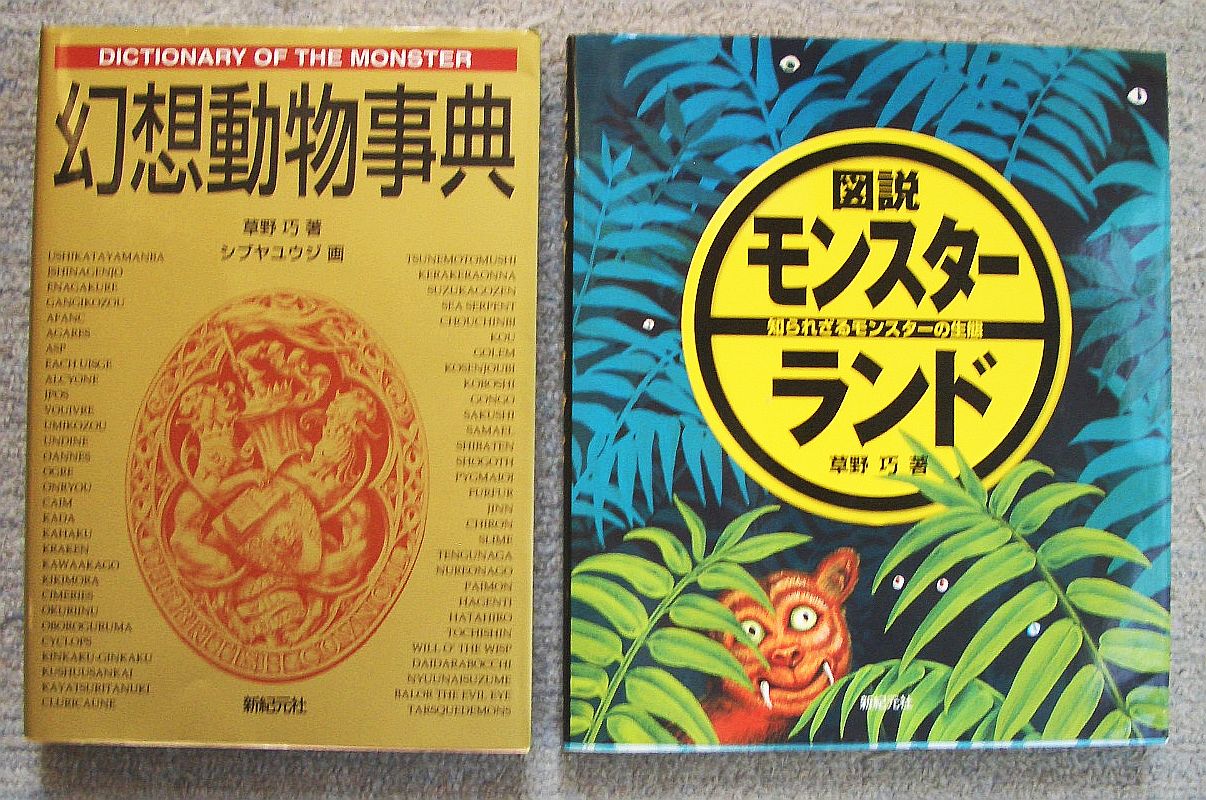 DICTIONARY OF THE MONSTER
幻想動物事典
草野 巧 著
シブヤユウジ 画
USHIKATAYAMANBA
ISHINAGENJO
ENAGAKURE
GANGIKOZOU
AFANC
AGARES
ASP
EACH UISGE
ALCYONE
IPOS
VOUIVRE
UMIKOZOU
UNDINE
OANNES
OGRE
ONRYOU
CAIM
KADA
KAHAKU
KRAKEN
KAWAAKAGO
KIKIMORA
CIMERIES
OKURIINU
OBOROGURUMA
CYCLOPS
KINKAKU-GINKAKU
KUSHUUSANKAI
KAYATSURITANUKI
CLURICAUNE
TSUNEMOTOMUSHI
KERAKERAONNA
SUZUKAGOZEN
SEA SERPENT
CHOUCHINBI
KOU
GOLEM
KOSENJOUBI
KOROSHI
GONGO
SAKUSHI
SAMAEL
SHIBATEN
SHOGOTH
PYGMAIOI
FURFUR
JINN
CHIRON
SLIME
TENGUNAGA
NUREONAGO
PAIMON
HAGENTI
HATAHIRO
TOCHISHIN
WILL O' THE WISP
DAIDARABOCCHI
NYUUNAISUZUME
BALOR THE EVIL EYE
TARSQUEDEMONS
新紀元社
図説
モンスター
知られざるモンスターの生態
ランド
草野 巧 著
新紀元社